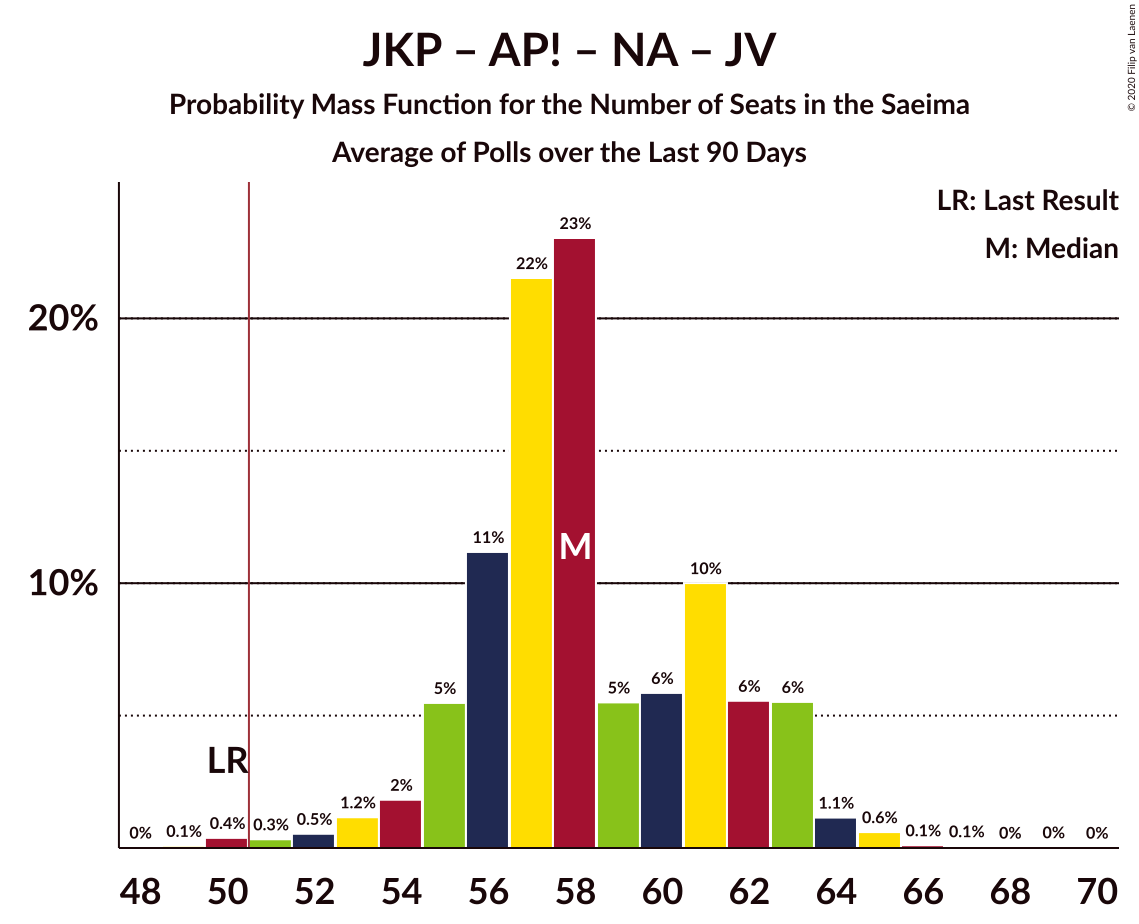 JKP – AP! – NA – JV
Probability Mass Function for the Number of Seats in the Saeima
Average of Polls over the Last 90 Days
© 2020 Filip van Laenen
LR: Last Result
M: Median
20%
10%
LR
M
0% 0.1% 0.4% 0.3% 0.5% 1.2% 2% 5% 11% 22% 23% 5% 6% 10% 6% 6% 1.1% 0.6% 0.1% 0.1% 0% 0% 0%
48 50 52 54 56 58 60 62 64 66 68 70